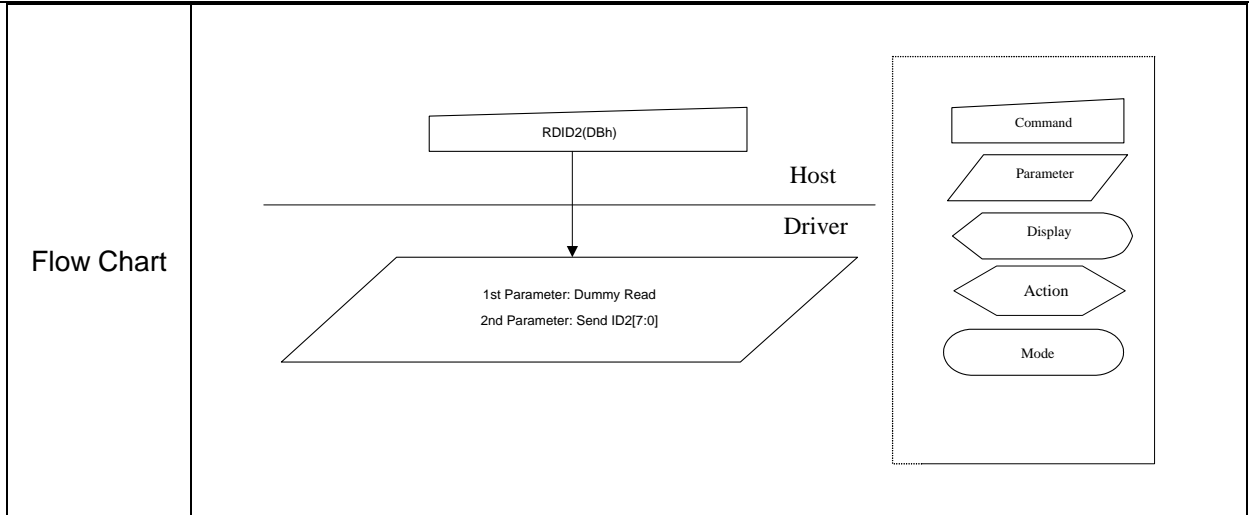 Flow Chart
RDID2(DBh)
Host
Driver
1st Parameter: Dummy Read
2nd Parameter: Send ID2[7:0]
Command
Parameter
Display
Action
Mode